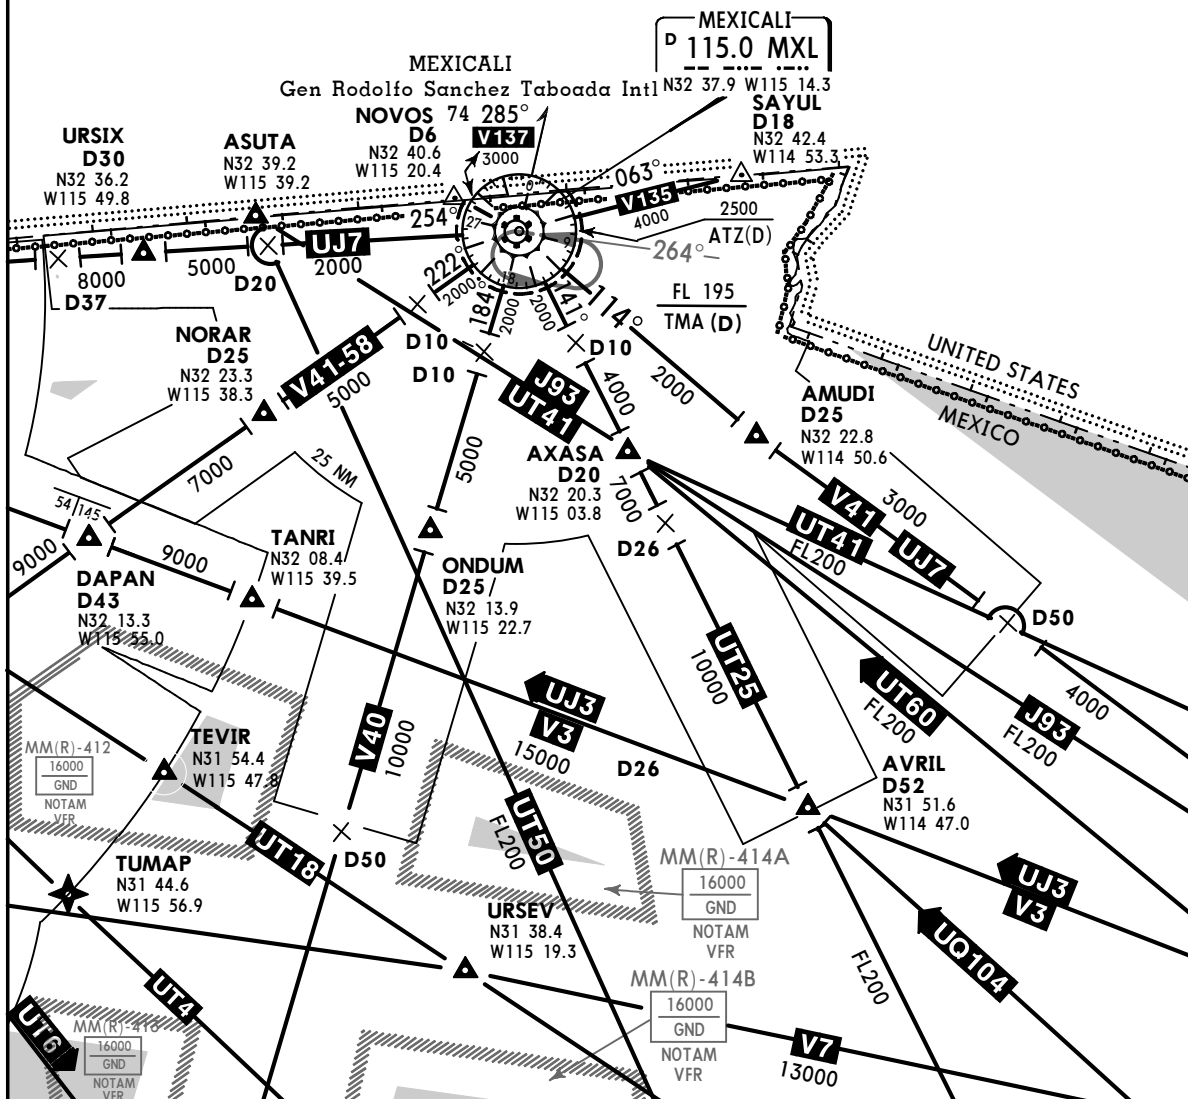 MEXICALI
D 115.0 MXL
N32 37.9 W115 14.3
MEXICALI
Gen Rodolfo Sanchez Taboada Intl
74 285°
V137
3000
NOVOS
D6
N32 40.6
W115 20.4
SAYUL
D18
N32 42.4
W114 53.3
URSIX
D30
N32 36.2
W115 49.8
ASUTA
N32 39.2
W115 39.2
063°
V135
4000
2500
ATZ(D)
254°
27
0
9
18
264°
UJ7
2000
8000
5000
D37
D20
222°
2000
184°
2000
2000
141°
114°
FL 195
TMA (D)
D10
D10
D10
NORAR
D25
N32 23.3
W115 38.3
V41-58
5000
7000
J93
UT41
4000
2000
UNITED STATES
MEXICO
AMUDI
D25
N32 22.8
W114 50.6
AXASA
D20
N32 20.3
W115 03.8
5000
25 NM
7000
V41
3000
UT41
FL200
UJ7
D26
54 145
9000
9000
DAPAN
D43
N32 13.3
W115 55.0
TANRI
N32 08.4
W115 39.5
ONDUM
D25
N32 13.9
W115 22.7
D50
UT25
10000
UT60
FL200
J93
FL200
4000
UJ3
V3
15000
D26
V40
10000
TEVIR
N31 54.4
W115 47.8
MM(R)-412
16000
GND
NOTAM
VFR
AVRIL
D52
N31 51.6
W114 47.0
UT50
FL200
UT18
D50
TUMAP
N31 44.6
W115 56.9
MM(R)-414A
16000
GND
NOTAM
VFR
UJ3
V3
URSEV
N31 38.4
W115 19.3
UQ104
FL200
MM(R)-414B
16000
GND
NOTAM
VFR
UT4
UT6
MM(R)-413
16000
GND
NOTAM
VFR
V7
13000